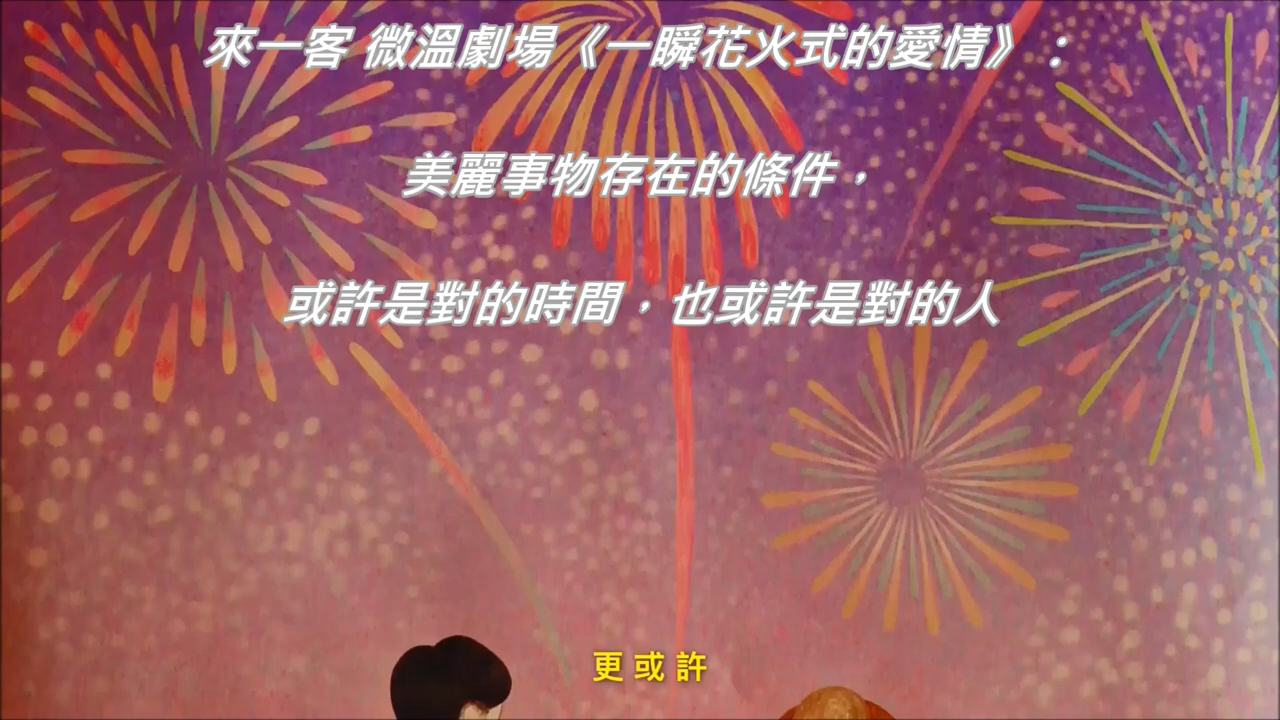 來一客 微溫劇場《一瞬花火式的愛情》：
美麗事物存在的條件，
或許是對的時間，也或許是對的人
更或許